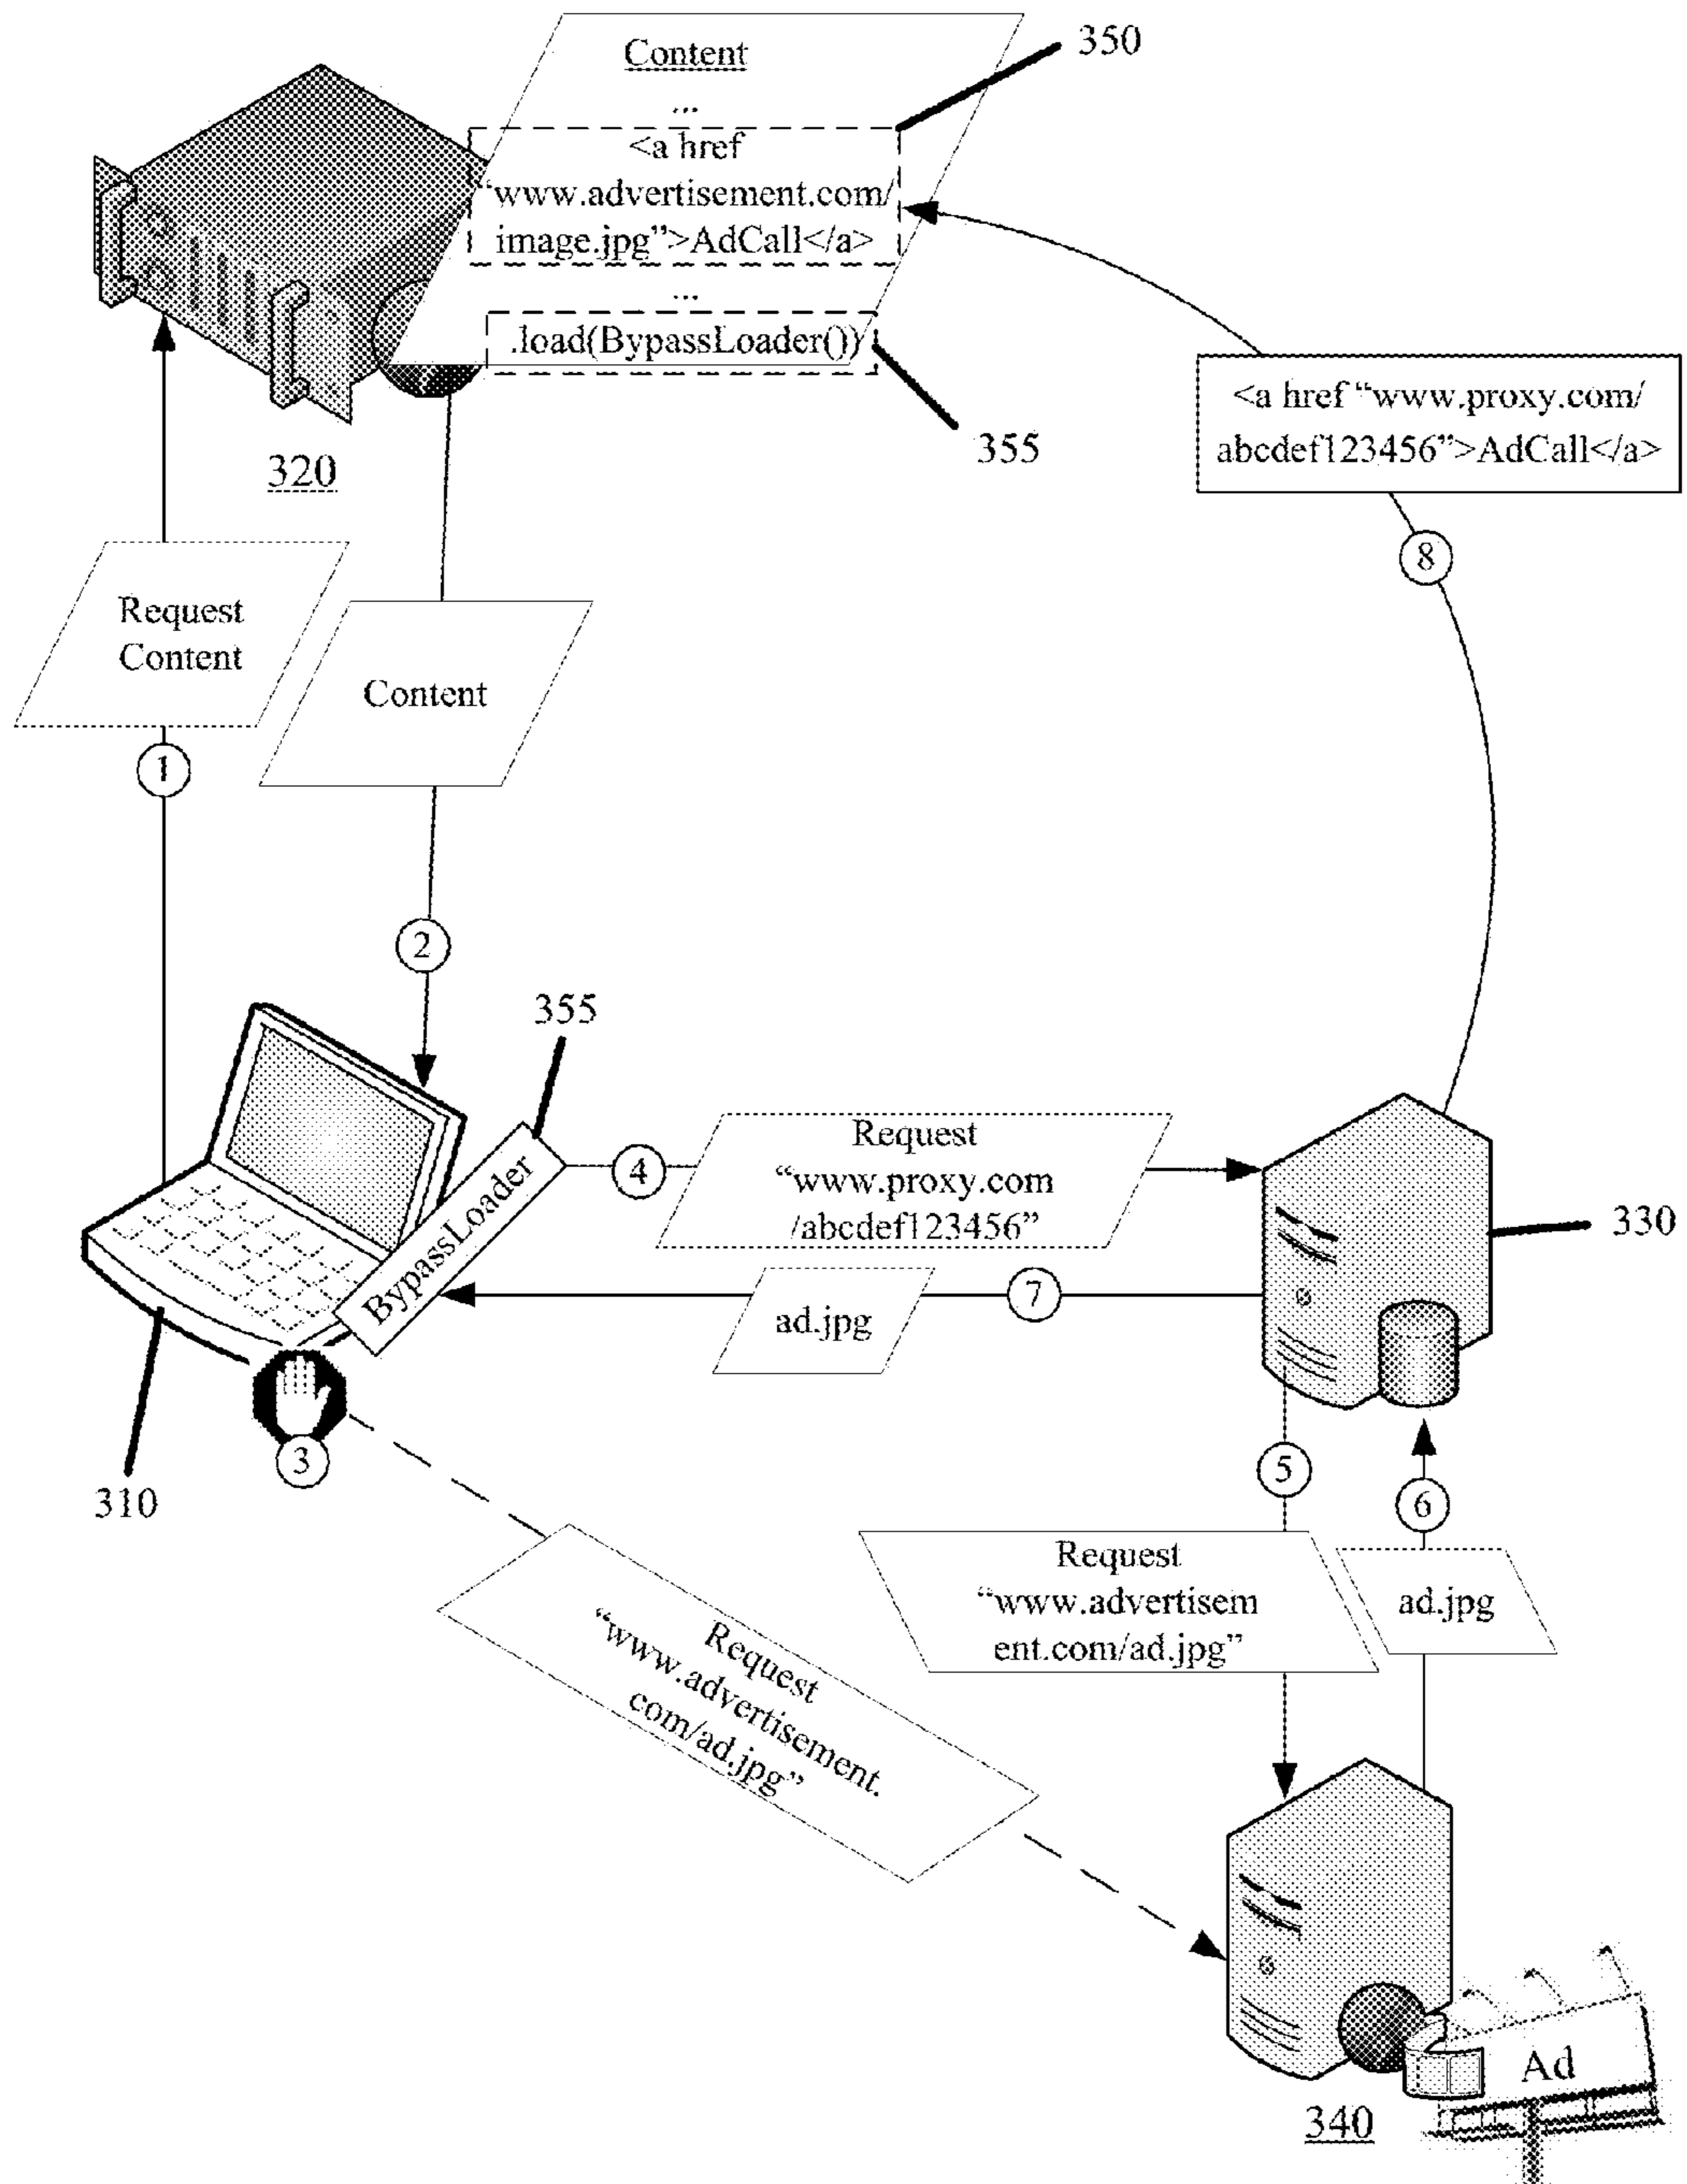 Content
...
<a href
“www.advertisement.com/
image.jpg”>AdCall</a>
...
.load(BypassLoader())
350
355
320
<a href “www.proxy.com/
abcdef123456”>AdCall</a>
8
Request
Content
1
Content
2
355
BypassLoader
4
Request
“www.proxy.com
/abcdef123456”
330
7
ad.jpg
3
310
5
6
Request
“www.advertisem
ent.com/ad.jpg”
ad.jpg
Request
“www.advertisement.
com/ad.jpg”
Ad
340